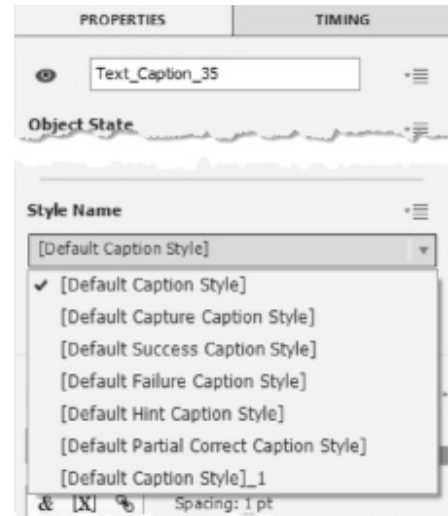 PROPERTIES TIMING
Text_Caption_35
Object State
Style Name
[Default Caption Style]
[Default Caption Style]
[Default Capture Caption Style]
[Default Success Caption Style]
[Default Failure Caption Style]
[Default Hint Caption Style]
[Default Partial Correct Caption Style]
[Default Caption Style]_1
& [X] Spacing: 1 pt